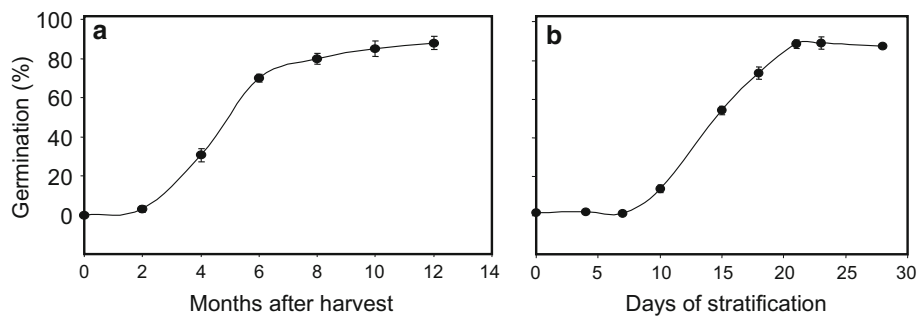 a
b
Germination (%)
100
80
60
40
20
0
0 2 4 6 8 10 12 14
0 5 10 15 20 25 30
Months after harvest
Days of stratification